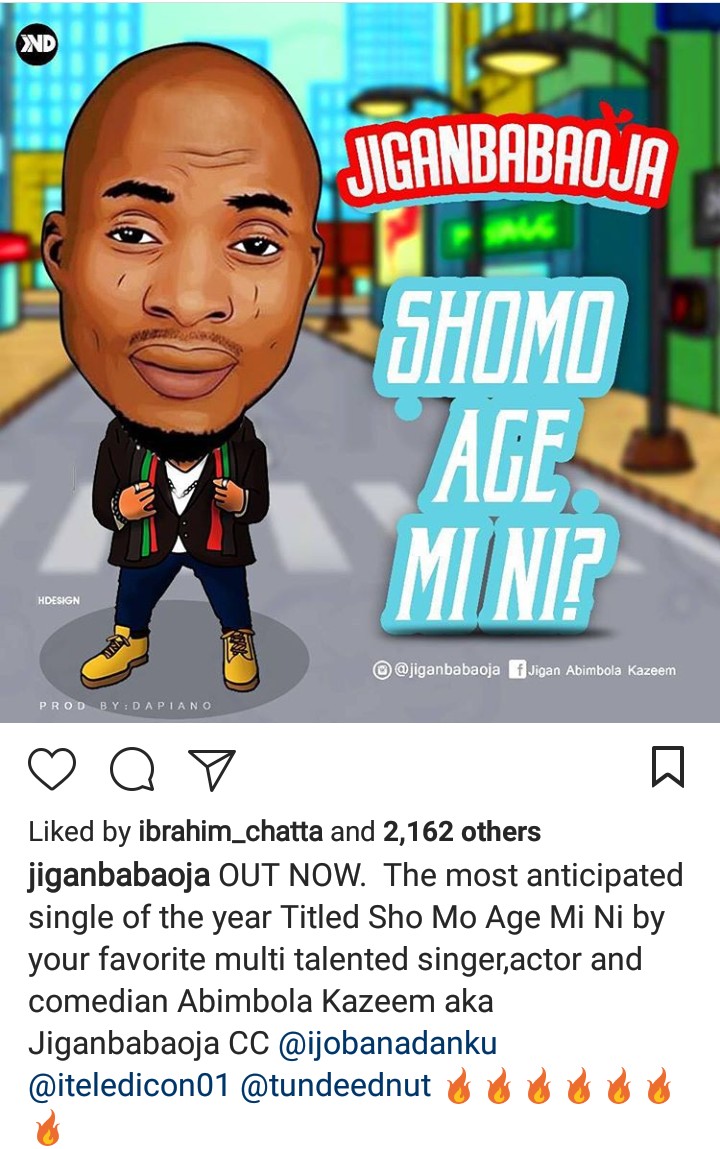 XND
JIGANBABAOJA
SHOMO
AGE
MI NI?
HDESIGN
@jiganbabaoja f Jigan Abimbola Kazeem
PROD BY:DAPIANO
Liked by ibrahim_chatta and 2,162 others
jiganbabaoja OUT NOW.  The most anticipated
single of the year Titled Sho Mo Age Mi Ni by
your favorite multi talented singer,actor and
comedian Abimbola Kazeem aka
Jiganbabaoja CC @ijobanadanku
@iteledicon01 @tundeednut 🔥🔥🔥🔥🔥🔥
🔥